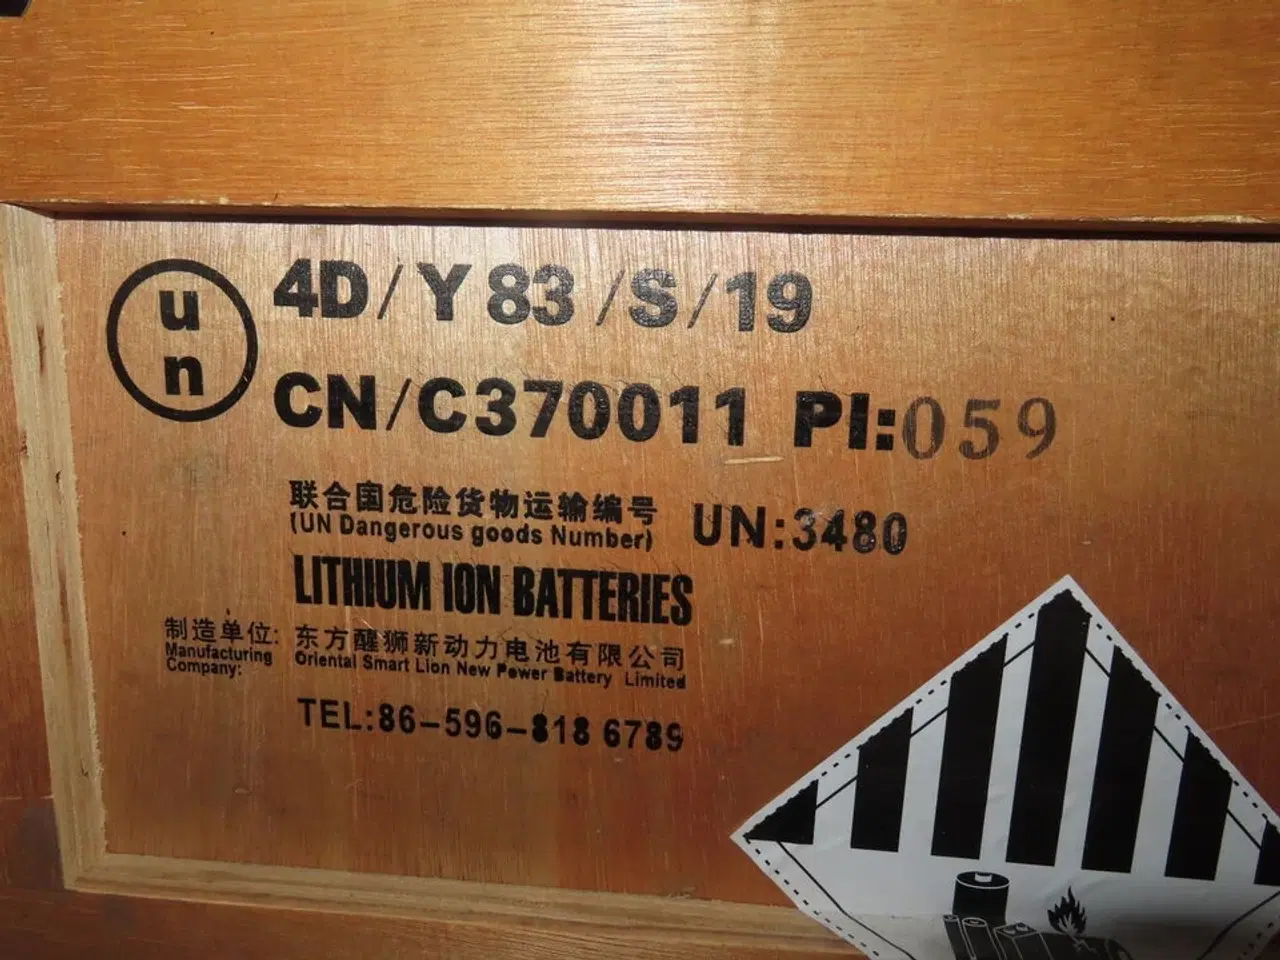 un
4D/Y83/S/19
CN/C370011 PI:059
联合国危险货物运输编号
(UN Dangerous goods Number) UN:3480
LITHIUM ION BATTERIES
制造单位: 东方醒狮新动力电池有限公司
Manufacturing Company: Oriental Smart Lion New Power Battery Limited
TEL:86-596-818 6789